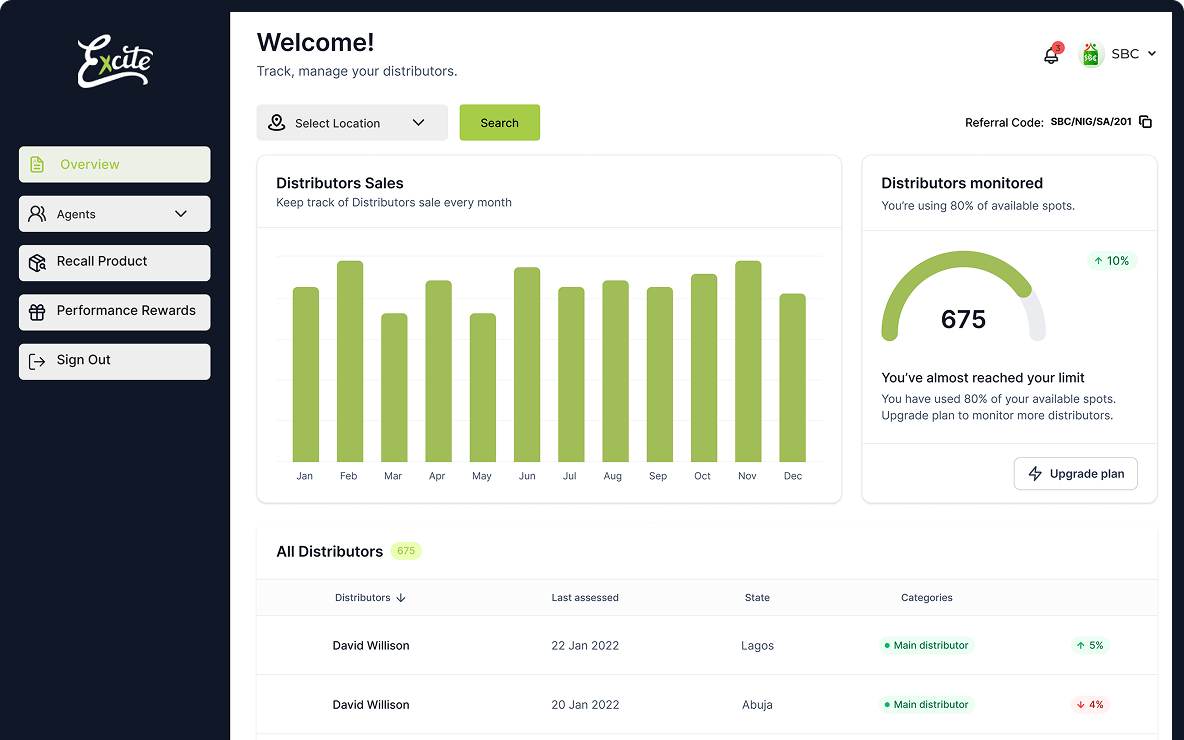 Excite
Overview
Agents
Recall Product
Performance Rewards
Sign Out
Welcome!
Track, manage your distributors.
3
SBC
SBC
Select Location
Search
Referral Code: SBC/NIG/SA/201
Distributors Sales
Keep track of Distributors sale every month
Jan Feb Mar Apr May Jun Jul Aug Sep Oct Nov Dec
Distributors monitored
You're using 80% of available spots.
10%
675
You've almost reached your limit
You have used 80% of your available spots.
Upgrade plan to monitor more distributors.
Upgrade plan
All Distributors 675
Distributors Last assessed State Categories
David Willison 22 Jan 2022 Lagos Main distributor 5%
David Willison 20 Jan 2022 Abuja Main distributor 4%